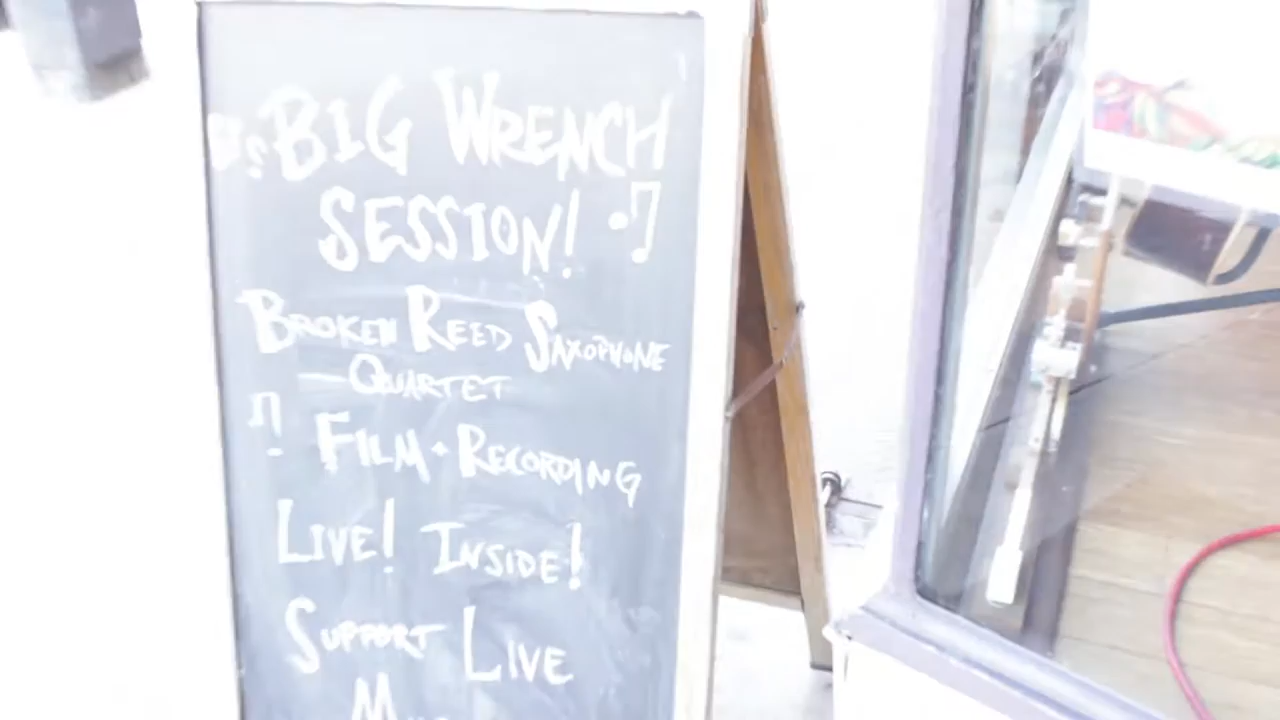 BIG WRENCH
SESSION!
BROKEN REED SAXOPHONE
QUARTET
FILM + RECORDING
LIVE! INSIDE!
SUPPORT LIVE